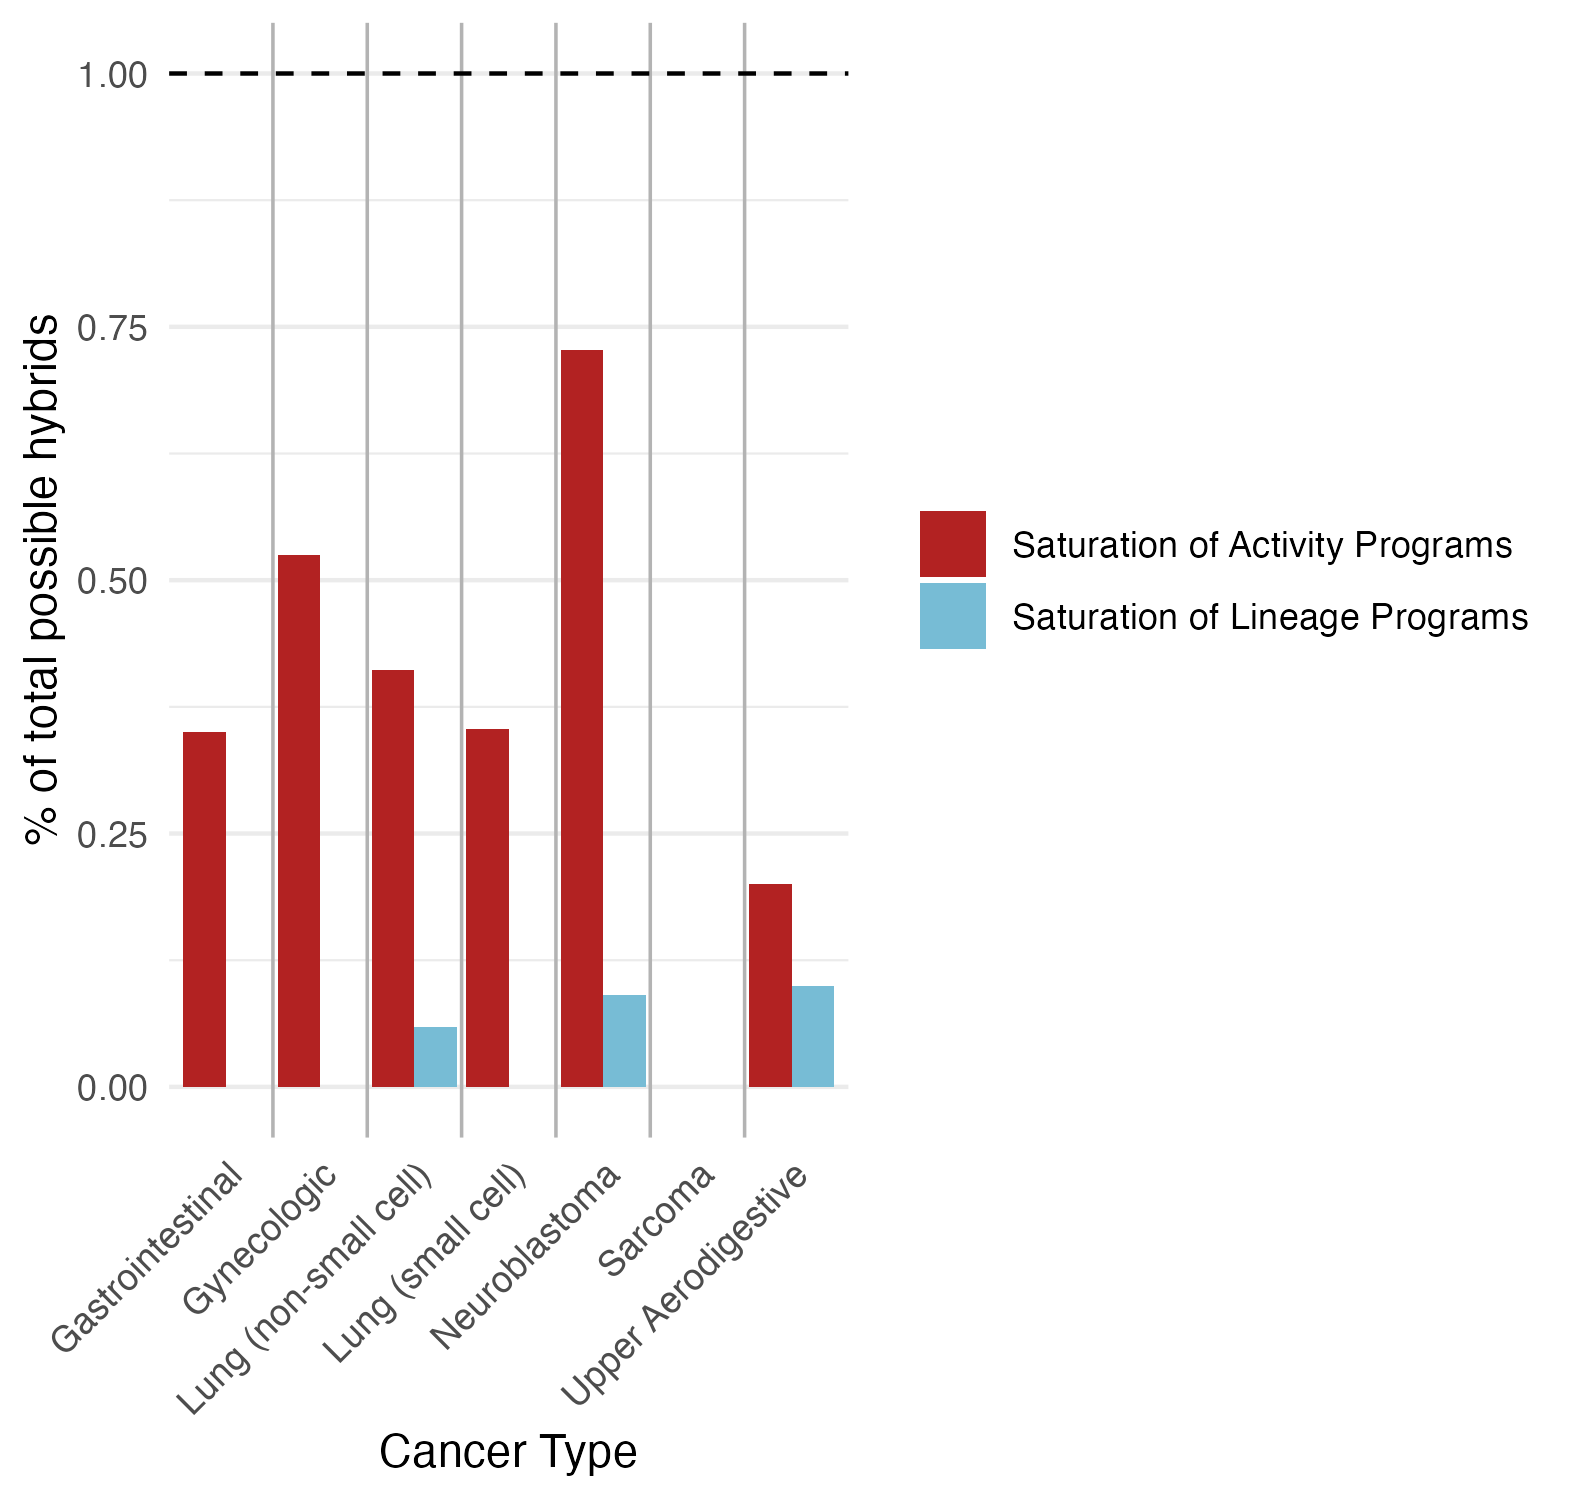 % of total possible hybrids
1.00
0.75
0.50
0.25
0.00
Gastrointestinal
Gynecologic
Lung (non-small cell)
Lung (small cell)
Neuroblastoma
Sarcoma
Upper Aerodigestive
Cancer Type
Saturation of Activity Programs
Saturation of Lineage Programs